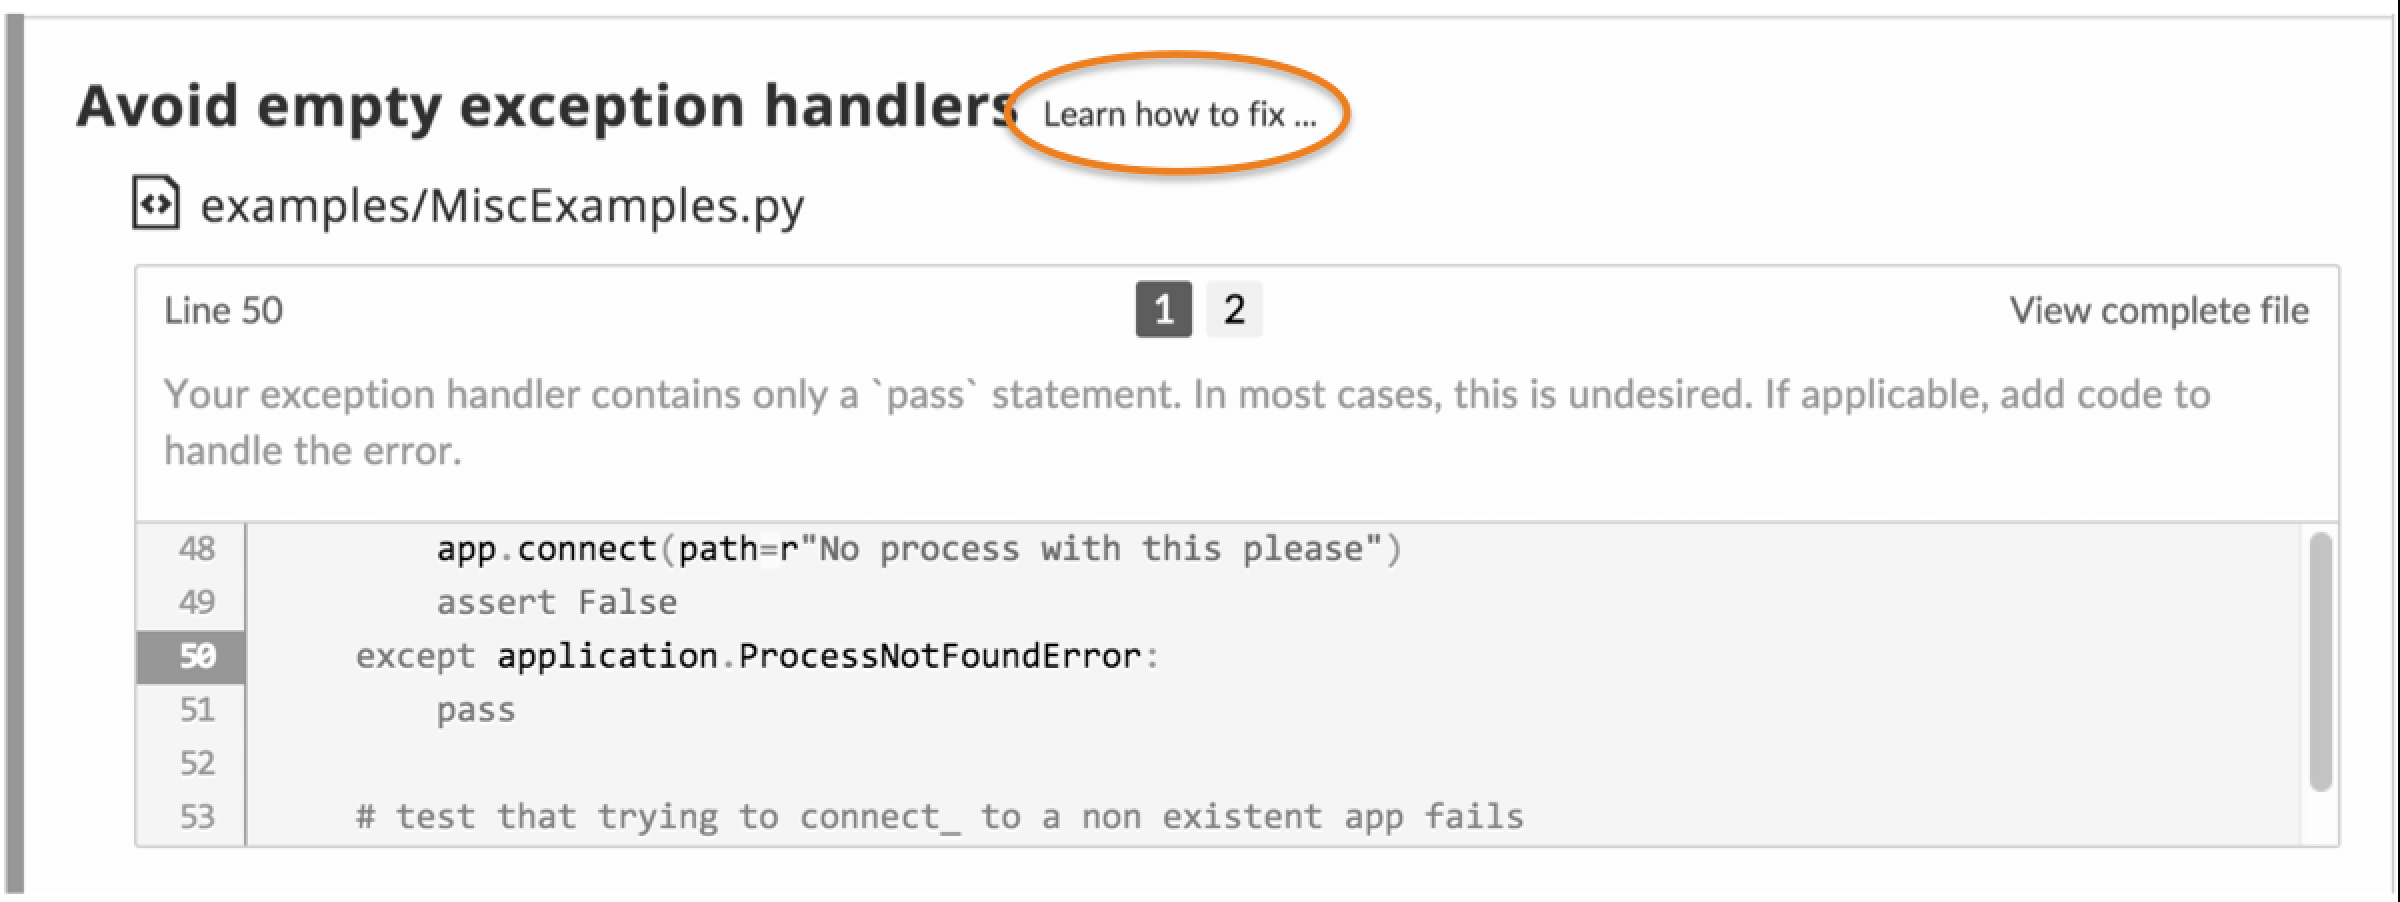 Avoid empty exception handlers Learn how to fix ...
examples/MiscExamples.py
Line 50 1 2 View complete file
Your exception handler contains only a `pass` statement. In most cases, this is undesired. If applicable, add code to
handle the error.
48 app.connect(path=r"No process with this please")
49 assert False
50 except application.ProcessNotFoundError:
51 pass
52
53 # test that trying to connect_ to a non existent app fails